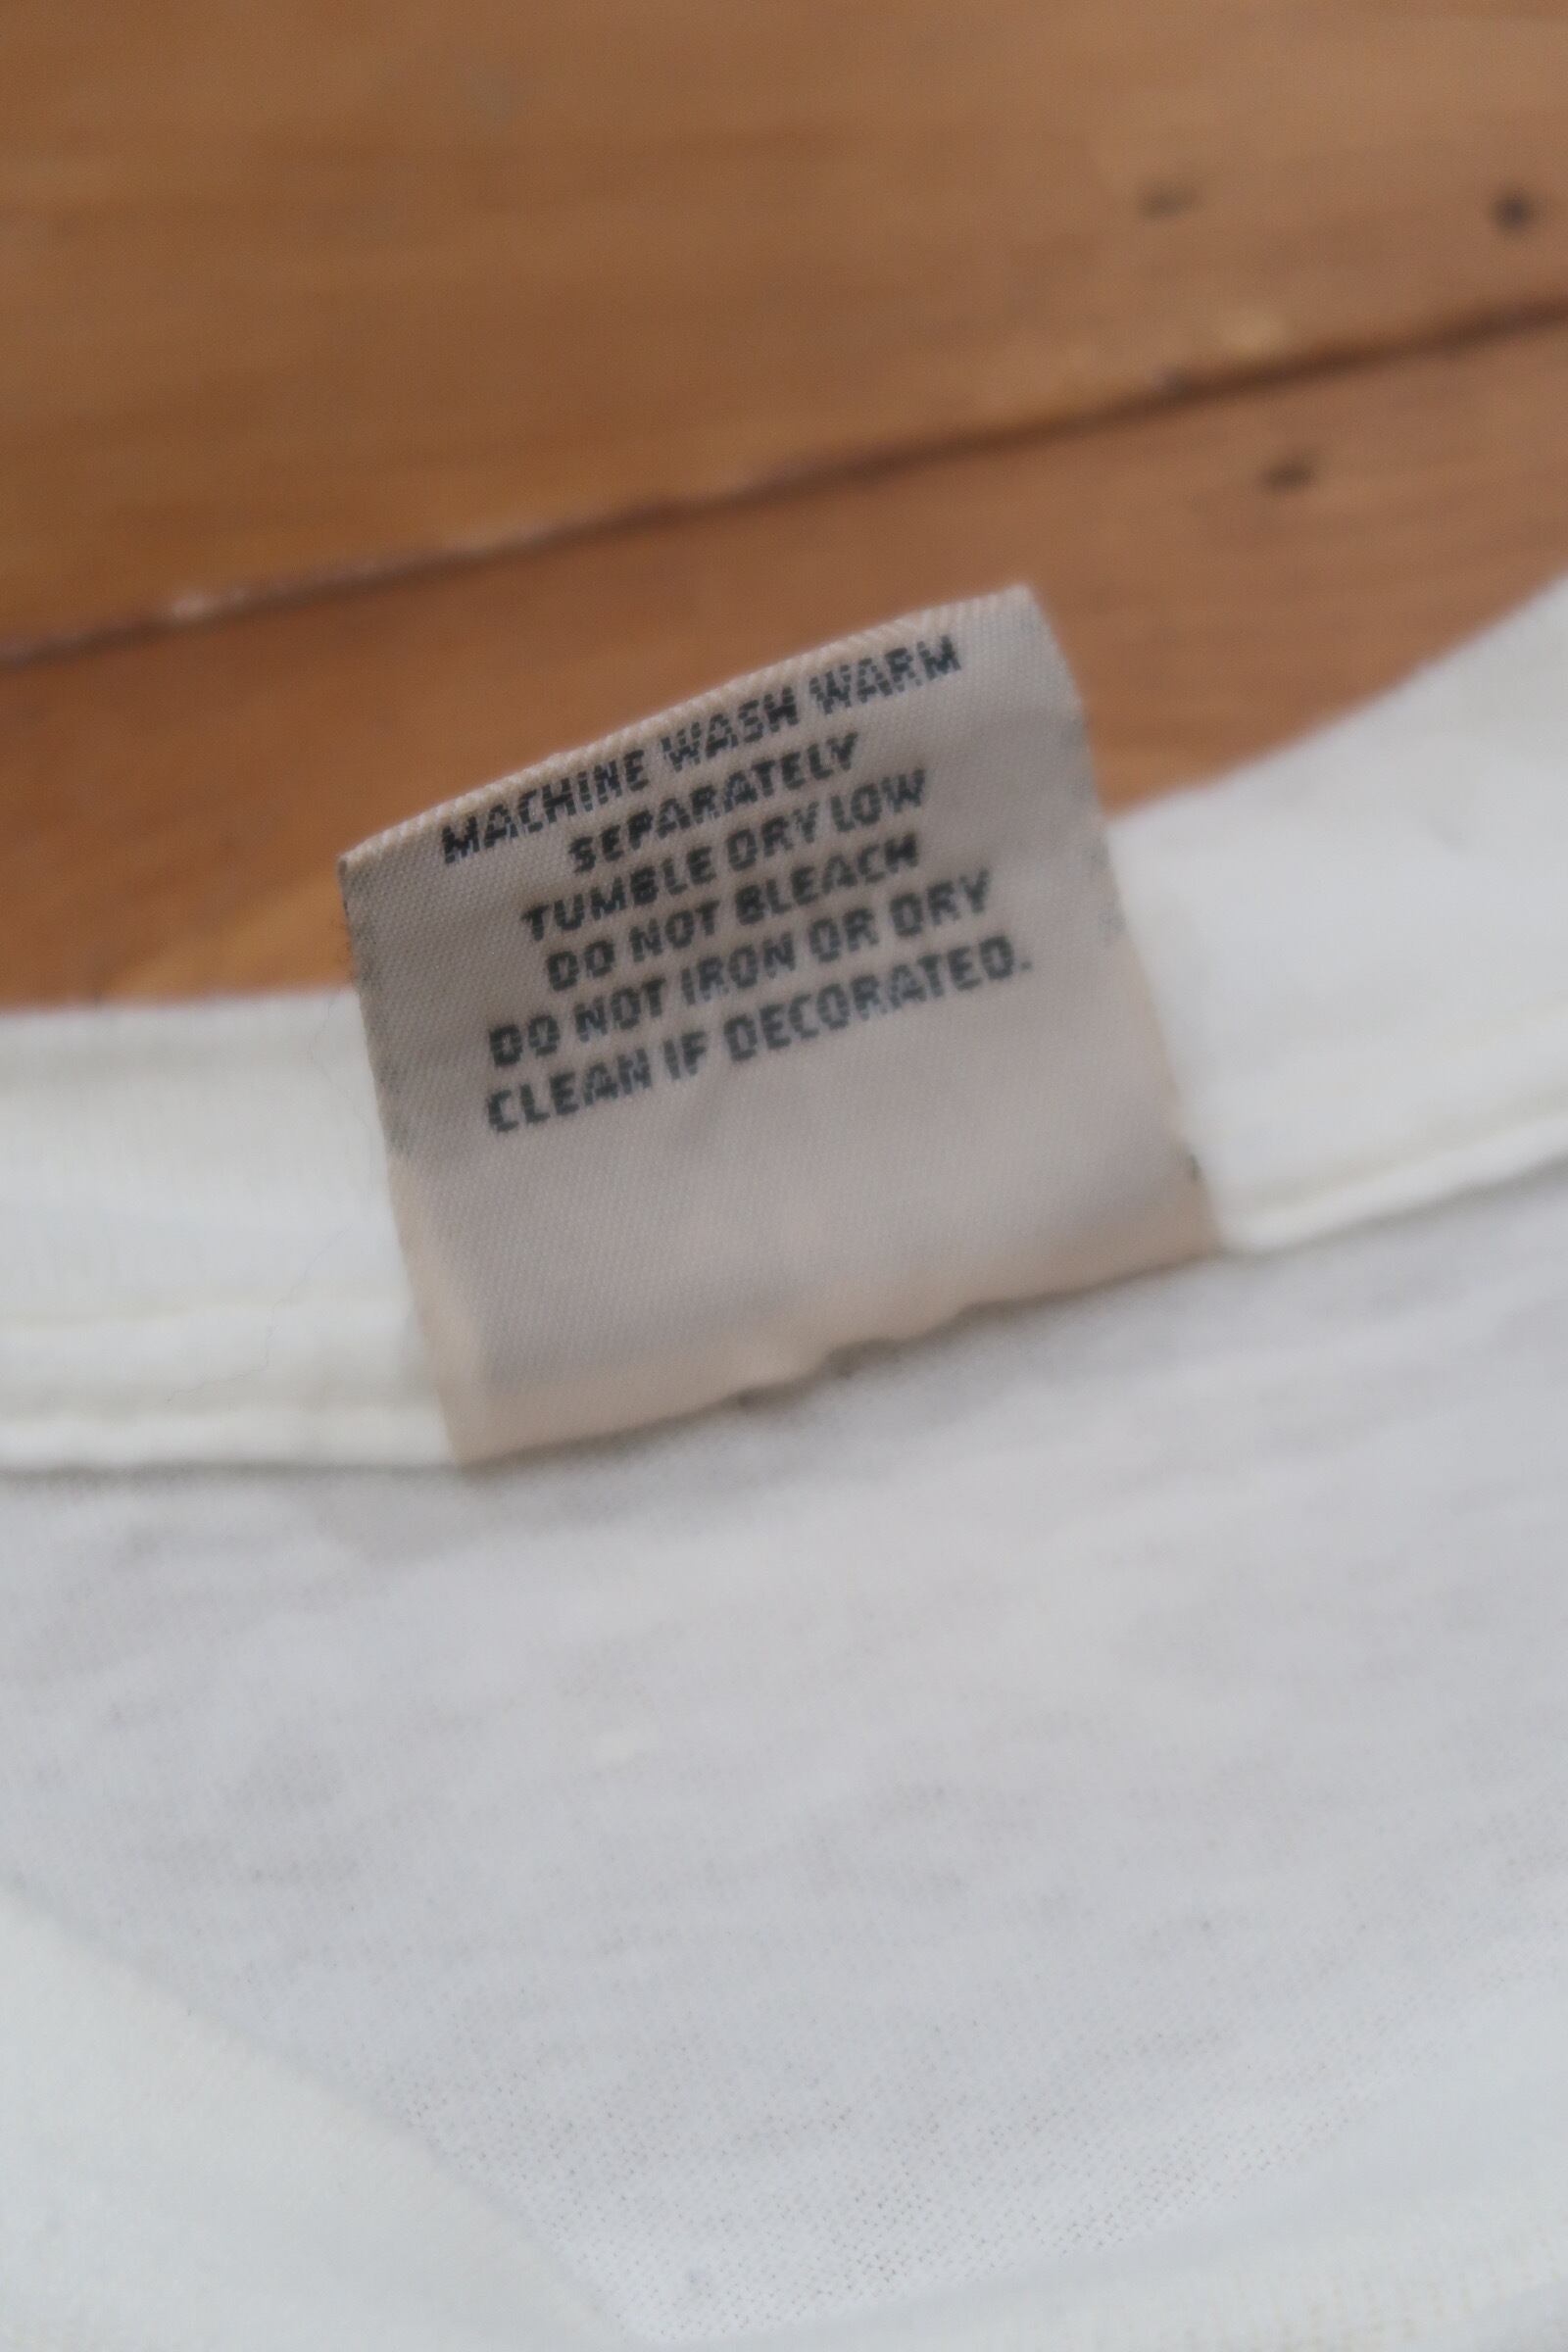 MACHINE WASH WARM
SEPARATELY
TUMBLE DRY LOW
DO NOT BLEACH
DO NOT IRON OR DRY
CLEAN IF DECORATED.